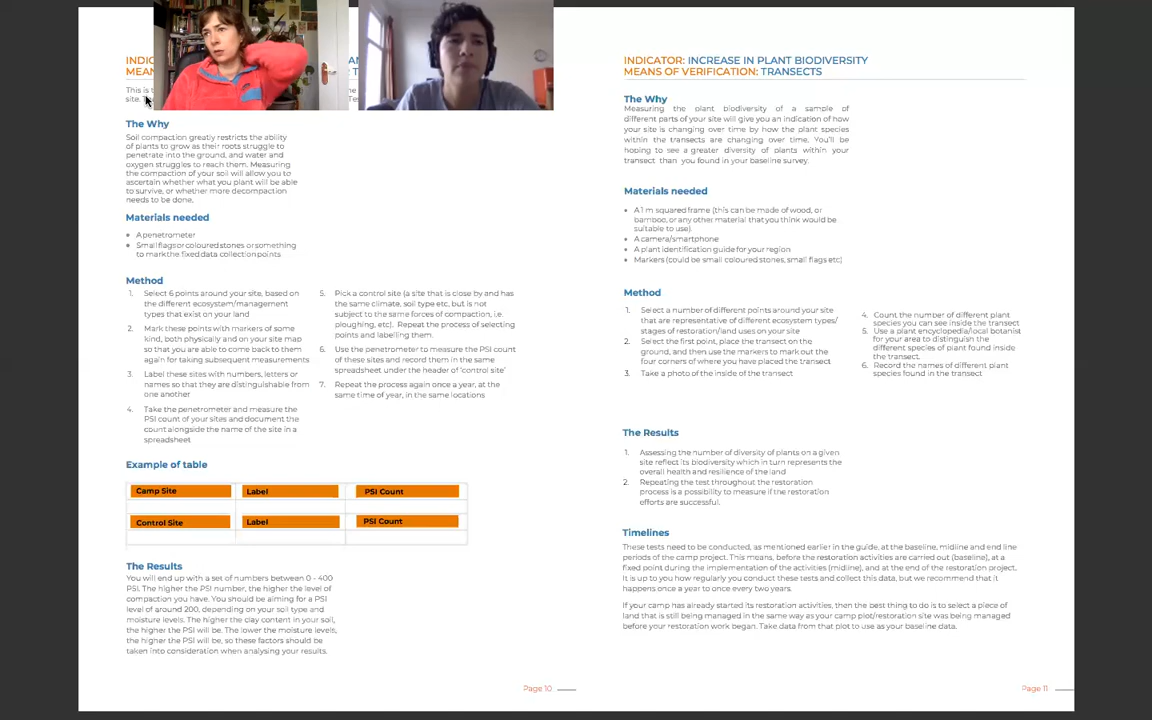 INDIC
MEAN
This is t
site. T
The Why
Soil compaction greatly restricts the ability
of plants to grow as their roots struggle to
penetrate into the ground, and water and
oxygen struggles to reach them. Measuring
the compaction of your soil will allow you to
ascertain whether what you plant will be able
to survive, or whether more decompaction
needs to be done.
Materials needed
• A penetrometer
• Small flags or coloured stones or something
to mark the fixed data collection points
Method
1. Select 6 points around your site, based on
the different ecosystem/management
types that exist on your land
2. Mark these points with markers of some
kind, both physically and on your site map
so that you are able to come back to them
again for taking subsequent measurements
3. Label these sites with numbers, letters or
names so that they are distinguishable from
one another
4. Take the penetrometer and measure the
PSI count of your sites and document the
count alongside the name of the site in a
spreadsheet
5. Pick a control site (a site that is close by and has
the same climate, soil type etc, but is not
subject to the same forces of compaction, i.e.
ploughing, etc). Repeat the process of selecting
points and labelling them.
6. Use the penetrometer to measure the PSI count
of these sites and record them in the same
spreadsheet under the header of 'control site'
7. Repeat the process again once a year, at the
same time of year, in the same locations
Example of table
Camp Site Label PSI Count
Control Site Label PSI Count
The Results
You will end up with a set of numbers between 0 - 400
PSI. The higher the PSI number, the higher the level of
compaction you have. You should be aiming for a PSI
level of around 200, depending on your soil type and
moisture levels. The higher the clay content in your soil,
the higher the PSI will be. The lower the moisture levels,
the higher the PSI will be, so these factors should be
taken into consideration when analysing your results.
Page 10
INDICATOR: INCREASE IN PLANT BIODIVERSITY
MEANS OF VERIFICATION: TRANSECTS
The Why
Measuring the plant biodiversity of a sample of
different parts of your site will give you an indication of how
your site is changing over time by how the plant species
within the transects are changing over time. You'll be
hoping to see a greater diversity of plants within your
transect than you found in your baseline survey.
Materials needed
• A 1 m squared frame (this can be made of wood, or
bamboo, or any other material that you think would be
suitable to use).
• A camera/smartphone
• A plant identification guide for your region
• Markers (could be small coloured stones, small flags etc)
Method
1. Select a number of different points around your site
that are representative of different ecosystem types/
stages of restoration/land uses on your site
2. Select the first point, place the transect on the
ground, and then use the markers to mark out the
four corners of where you have placed the transect
3. Take a photo of the inside of the transect
4. Count the number of different plant
species you can see inside the transect
5. Use a plant encyclopedia/local botanist
for your area to distinguish the
different species of plant found inside
the transect.
6. Record the names of different plant
species found in the transect
The Results
1. Assessing the number of diversity of plants on a given
site reflect its biodiversity which in turn represents the
overall health and resilience of the land
2. Repeating the test throughout the restoration
process is a possibility to measure if the restoration
efforts are successful.
Timelines
These tests need to be conducted, as mentioned earlier in the guide, at the baseline, midline and end line
periods of the camp project. This means, before the restoration activities are carried out (baseline), at a
fixed point during the implementation of the activities (midline), and at the end of the restoration project.
It is up to you how regularly you conduct these tests and collect this data, but we recommend that it
happens once a year to once every two years.
If your camp has already started its restoration activities, then the best thing to do is to select a piece of
land that is still being managed in the same way as your camp plot/restoration site was being managed
before your restoration work began. Take data from that plot to use as your baseline data.
Page 11